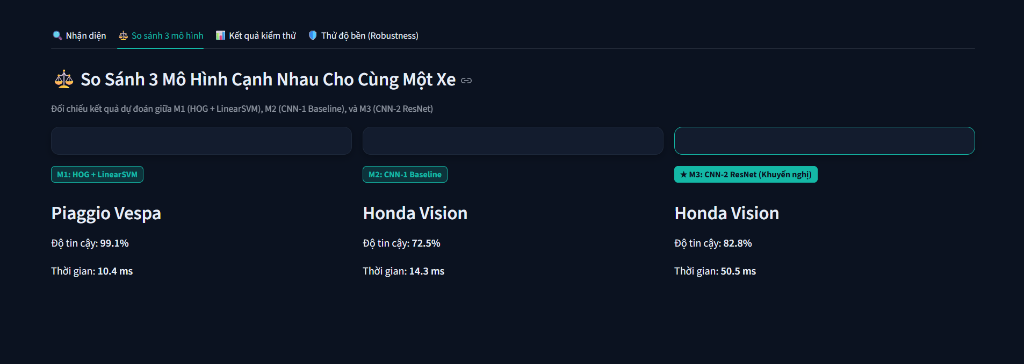 🔍 Nhận diện ⚖️ So sánh 3 mô hình 📊 Kết quả kiểm thử 🛡️ Thử độ bền (Robustness)
⚖️ So Sánh 3 Mô Hình Cạnh Nhau Cho Cùng Một Xe
Đối chiếu kết quả dự đoán giữa M1 (HOG + LinearSVM), M2 (CNN-1 Baseline), và M3 (CNN-2 ResNet)
M1: HOG + LinearSVM
Piaggio Vespa
Độ tin cậy: 99.1%
Thời gian: 10.4 ms
M2: CNN-1 Baseline
Honda Vision
Độ tin cậy: 72.5%
Thời gian: 14.3 ms
★ M3: CNN-2 ResNet (Khuyến nghị)
Honda Vision
Độ tin cậy: 82.8%
Thời gian: 50.5 ms